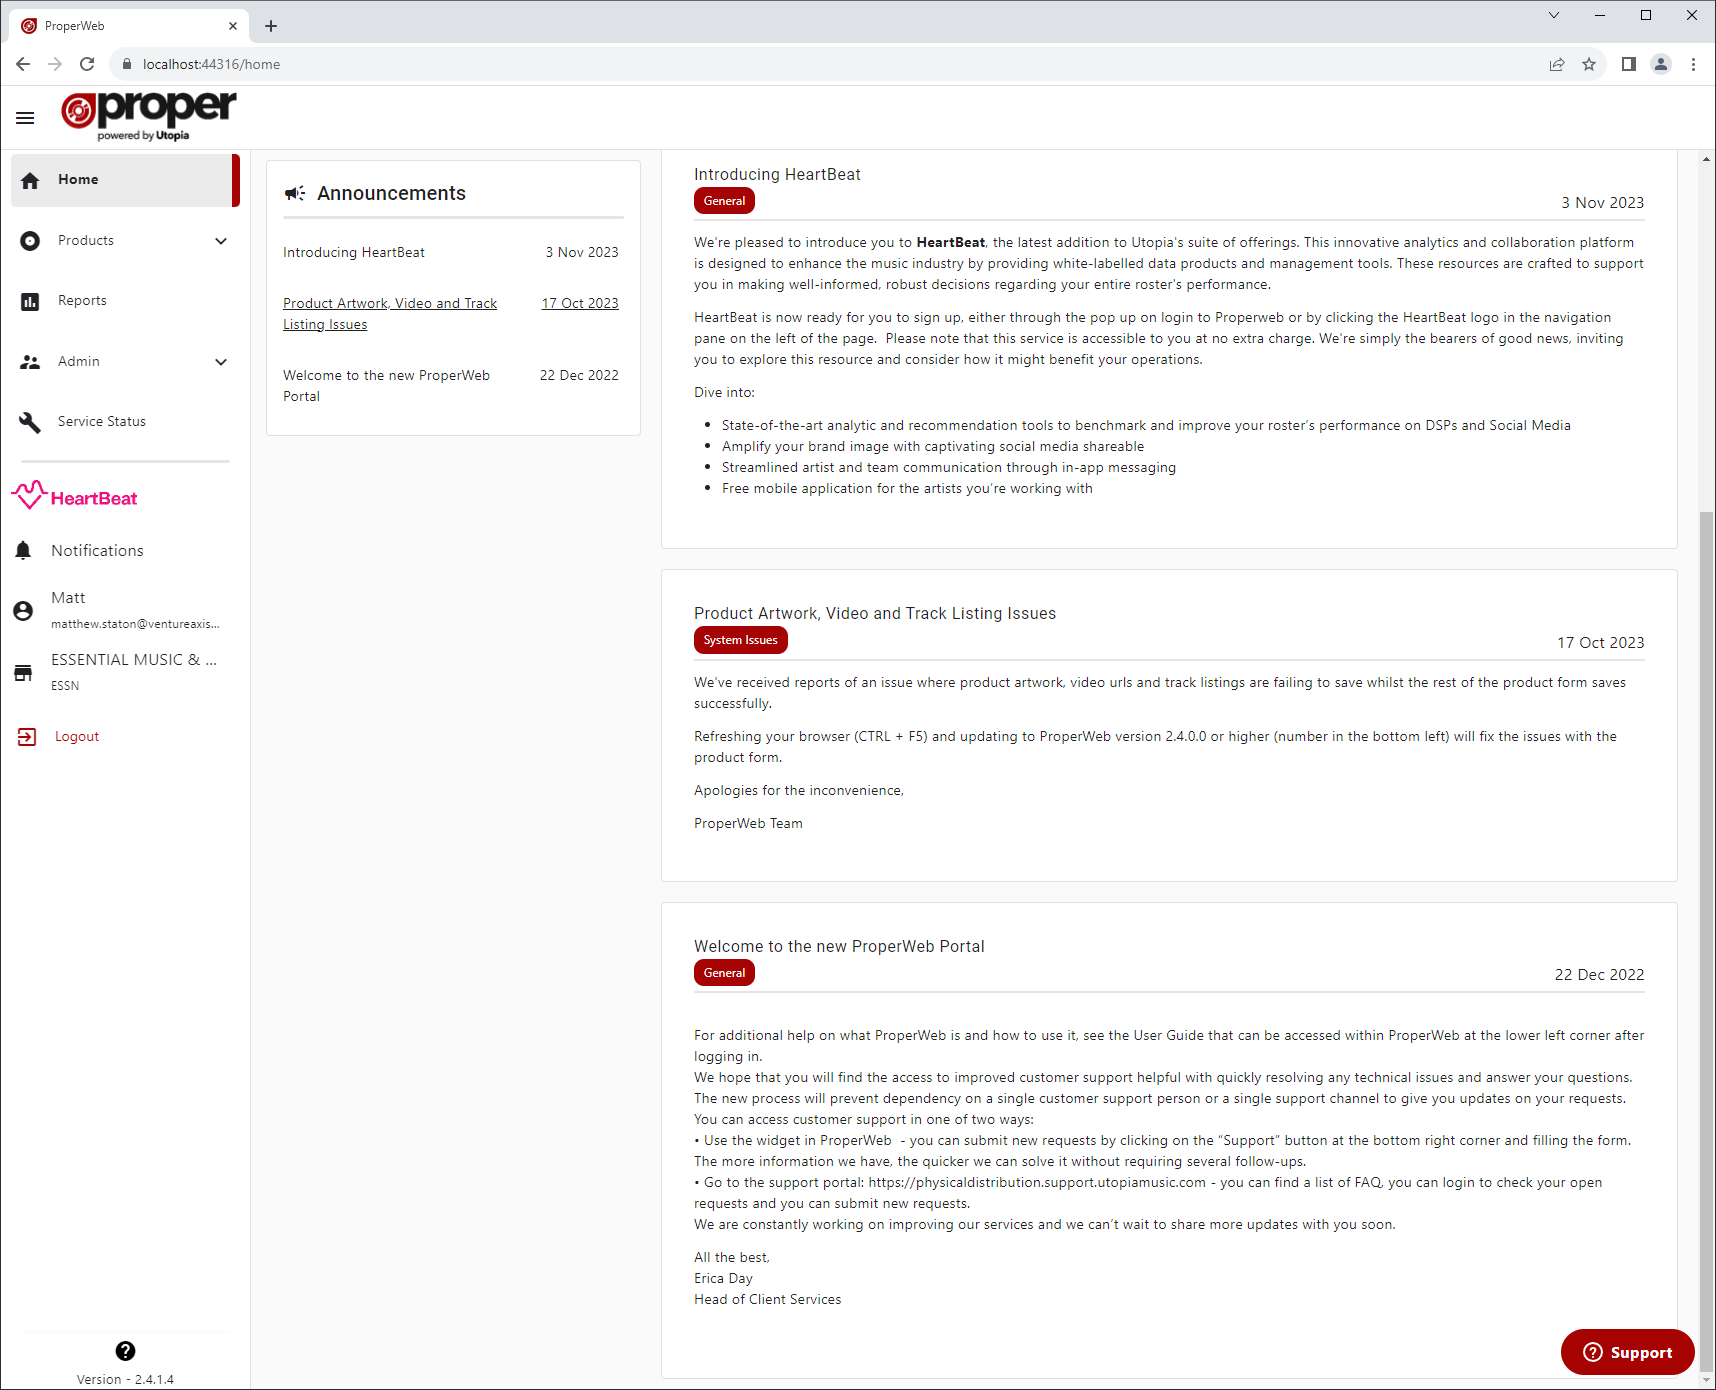 ProperWeb
localhost:44316/home
proper
powered by Utopia
Home
Products
Reports
Admin
Service Status
HeartBeat
Notifications
Matt
matthew.staton@ventureaxis...
ESSENTIAL MUSIC & ...
ESSN
Logout
Version - 2.4.1.4
Announcements
Introducing HeartBeat 3 Nov 2023
Product Artwork, Video and Track 17 Oct 2023
Listing Issues
Welcome to the new ProperWeb 22 Dec 2022
Portal
Introducing HeartBeat
General
3 Nov 2023
We're pleased to introduce you to HeartBeat, the latest addition to Utopia's suite of offerings. This innovative analytics and collaboration platform
is designed to enhance the music industry by providing white-labelled data products and management tools. These resources are crafted to support
you in making well-informed, robust decisions regarding your entire roster's performance.
HeartBeat is now ready for you to sign up, either through the pop up on login to Properweb or by clicking the HeartBeat logo in the navigation
pane on the left of the page.  Please note that this service is accessible to you at no extra charge. We're simply the bearers of good news, inviting
you to explore this resource and consider how it might benefit your operations.
Dive into:
• State-of-the-art analytic and recommendation tools to benchmark and improve your roster’s performance on DSPs and Social Media
• Amplify your brand image with captivating social media shareable
• Streamlined artist and team communication through in-app messaging
• Free mobile application for the artists you’re working with
Product Artwork, Video and Track Listing Issues
System Issues
17 Oct 2023
We've received reports of an issue where product artwork, video urls and track listings are failing to save whilst the rest of the product form saves
successfully.
Refreshing your browser (CTRL + F5) and updating to ProperWeb version 2.4.0.0 or higher (number in the bottom left) will fix the issues with the
product form.
Apologies for the inconvenience,
ProperWeb Team
Welcome to the new ProperWeb Portal
General
22 Dec 2022
For additional help on what ProperWeb is and how to use it, see the User Guide that can be accessed within ProperWeb at the lower left corner after
logging in.
We hope that you will find the access to improved customer support helpful with quickly resolving any technical issues and answer your questions.
The new process will prevent dependency on a single customer support person or a single support channel to give you updates on your requests.
You can access customer support in one of two ways:
• Use the widget in ProperWeb  - you can submit new requests by clicking on the “Support” button at the bottom right corner and filling the form.
The more information we have, the quicker we can solve it without requiring several follow-ups.
• Go to the support portal: https://physicaldistribution.support.utopiamusic.com - you can find a list of FAQ, you can login to check your open
requests and you can submit new requests.
We are constantly working on improving our services and we can’t wait to share more updates with you soon.
All the best,
Erica Day
Head of Client Services
Support